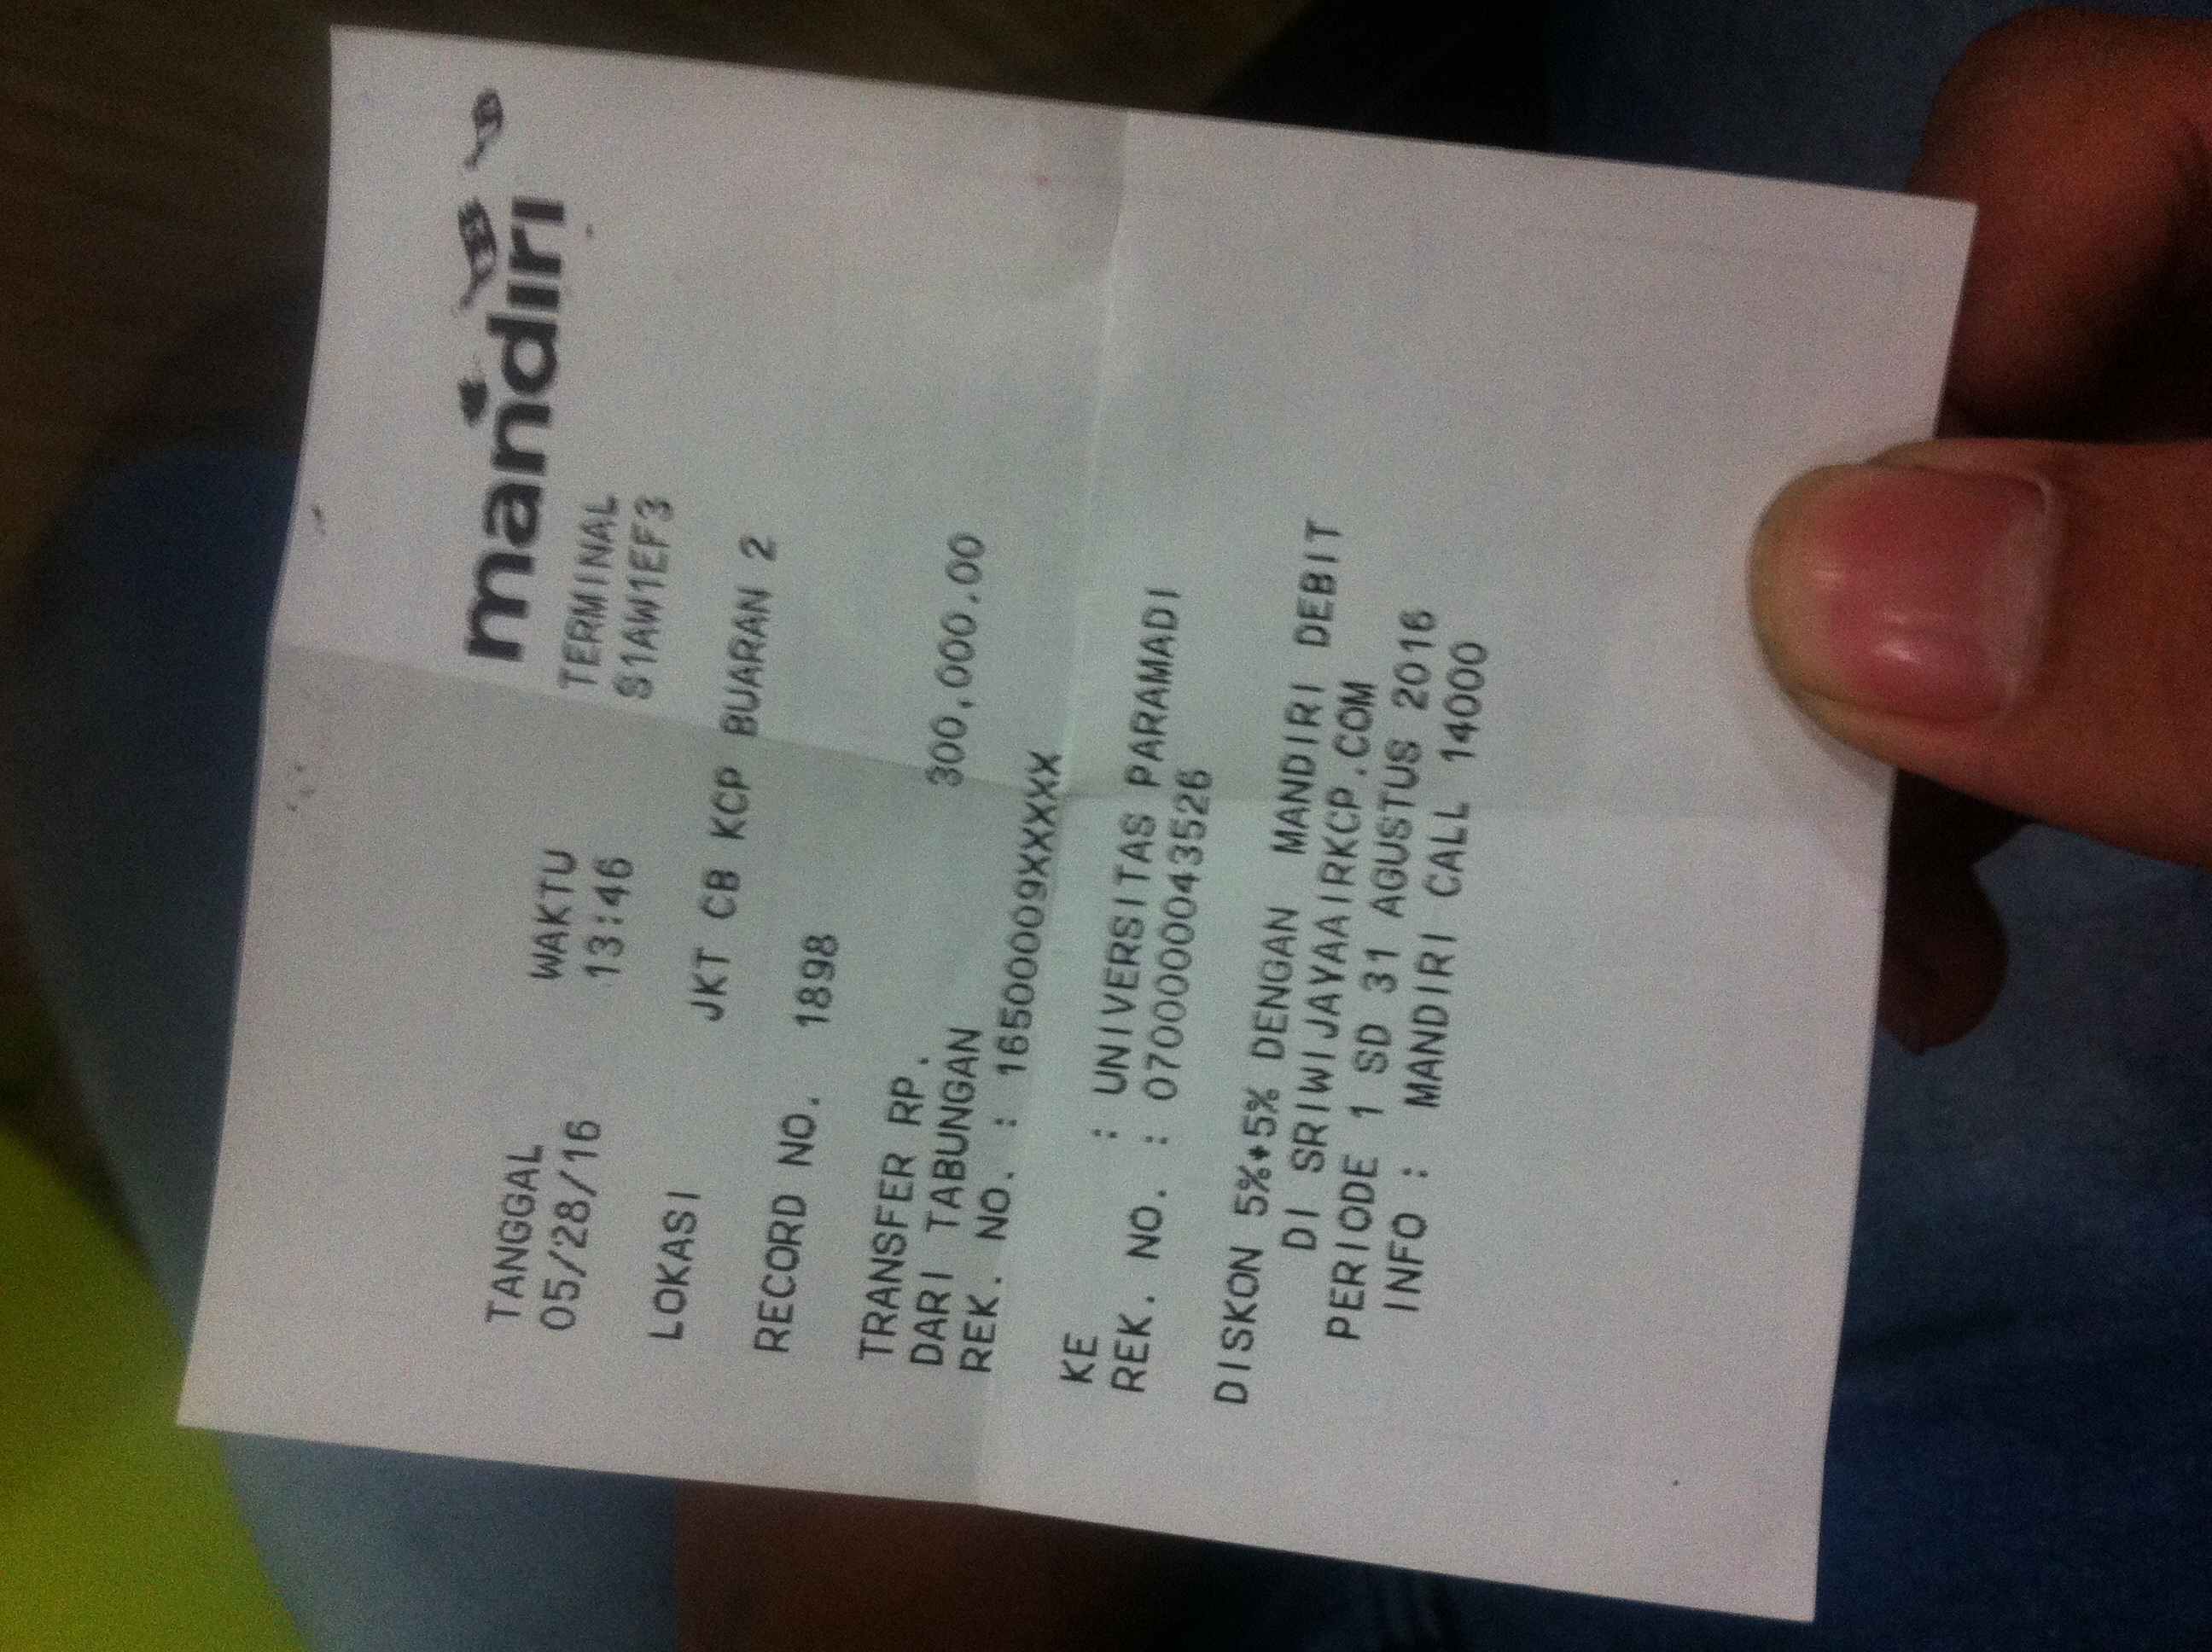 mandiri
TANGGAL WAKTU TERMINAL
05/28/16 13:46 S1AW1EF3
LOKASI JKT CB KCP BUARAN 2
RECORD NO. 1898
TRANSFER RP. 300,000.00
DARI TABUNGAN
REK. NO. : 16500009XXXXX
KE : UNIVERSITAS PARAMADI
REK. NO. : 0700000043526
DISKON 5%+5% DENGAN MANDIRI DEBIT
DI SRIWIJAYAAIRKCP.COM
PERIODE 1 SD 31 AGUSTUS 2016
INFO : MANDIRI CALL 14000